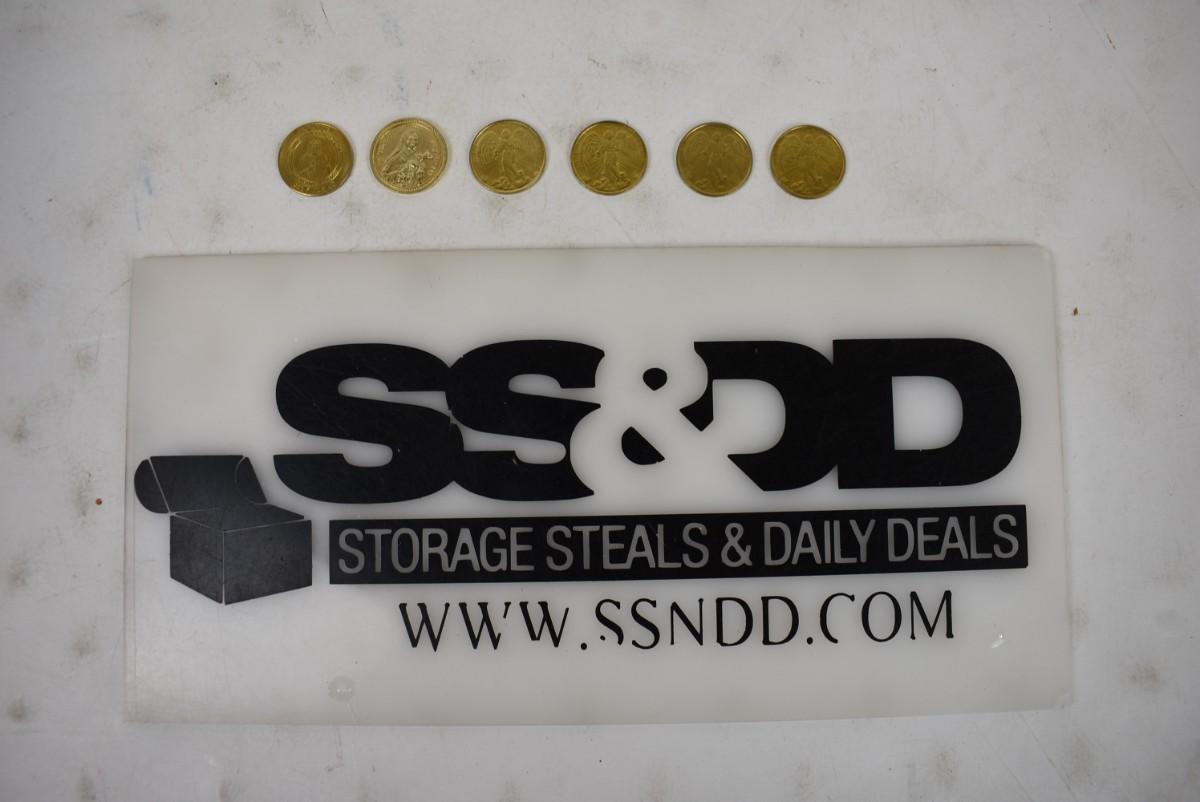 SS&DD
STORAGE STEALS & DAILY DEALS
WWW.SSNDD.COM